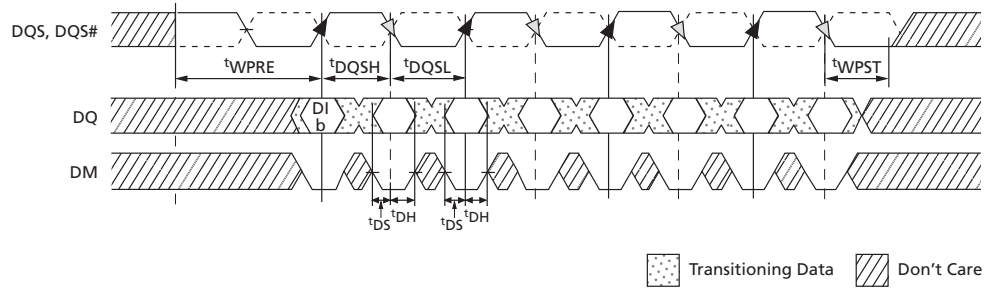 DQS, DQS#
tWPRE tDQSH tDQSL tWPST
DQ
DI
b
DM
tDS tDH tDS tDH
Transitioning Data Don't Care